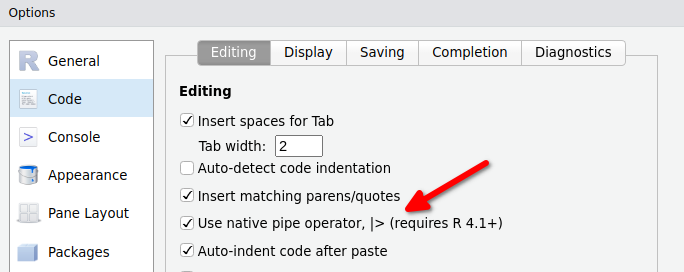 Options
General
Code
Console
Appearance
Pane Layout
Packages
Editing Display Saving Completion Diagnostics
Editing
Insert spaces for Tab
Tab width: 2
Auto-detect code indentation
Insert matching parens/quotes
Use native pipe operator, |> (requires R 4.1+)
Auto-indent code after paste